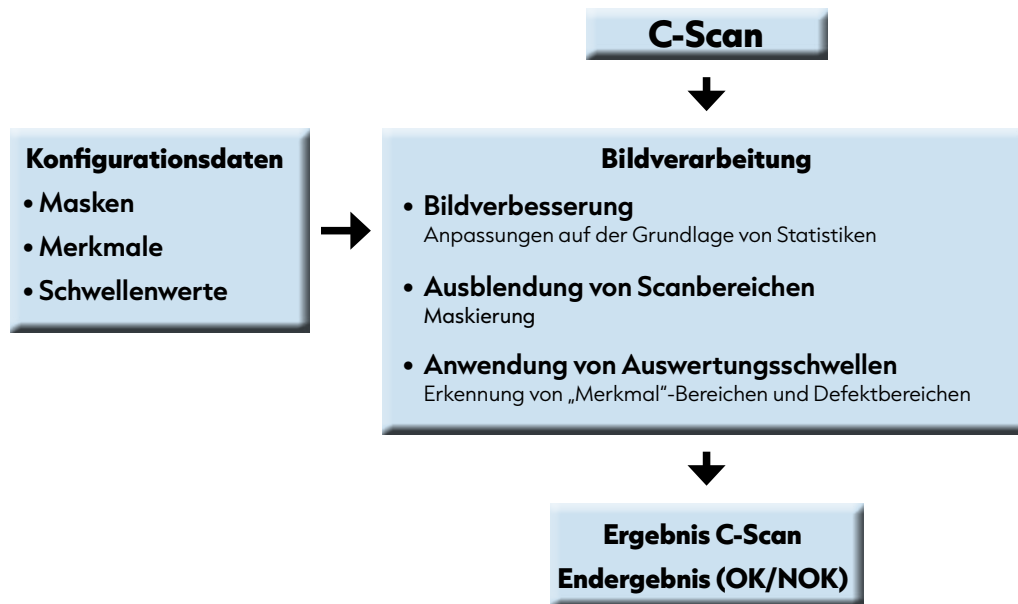 C-Scan
Konfigurationsdaten
• Masken
• Merkmale
• Schwellenwerte
Bildverarbeitung
• Bildverbesserung
Anpassungen auf der Grundlage von Statistiken
• Ausblendung von Scanbereichen
Maskierung
• Anwendung von Auswertungsschwellen
Erkennung von „Merkmal“-Bereichen und Defektbereichen
Ergebnis C-Scan
Endergebnis (OK/NOK)